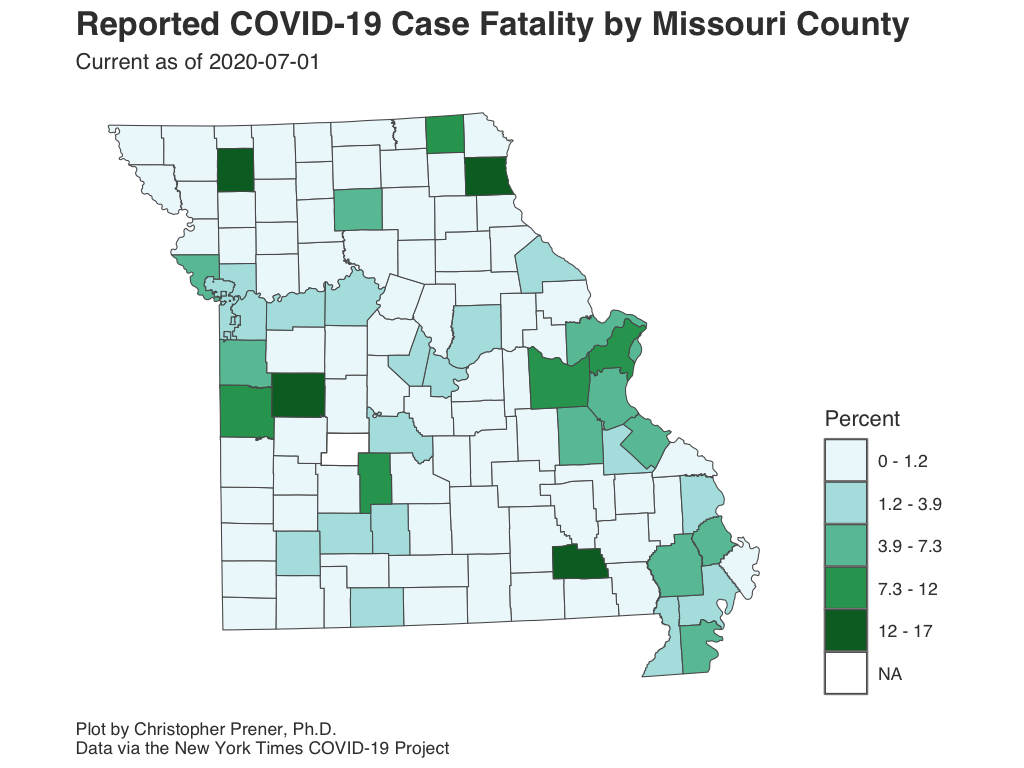 Reported COVID-19 Case Fatality by Missouri County
Current as of 2020-07-01
Percent
0 - 1.2
1.2 - 3.9
3.9 - 7.3
7.3 - 12
12 - 17
NA
Plot by Christopher Prener, Ph.D.
Data via the New York Times COVID-19 Project